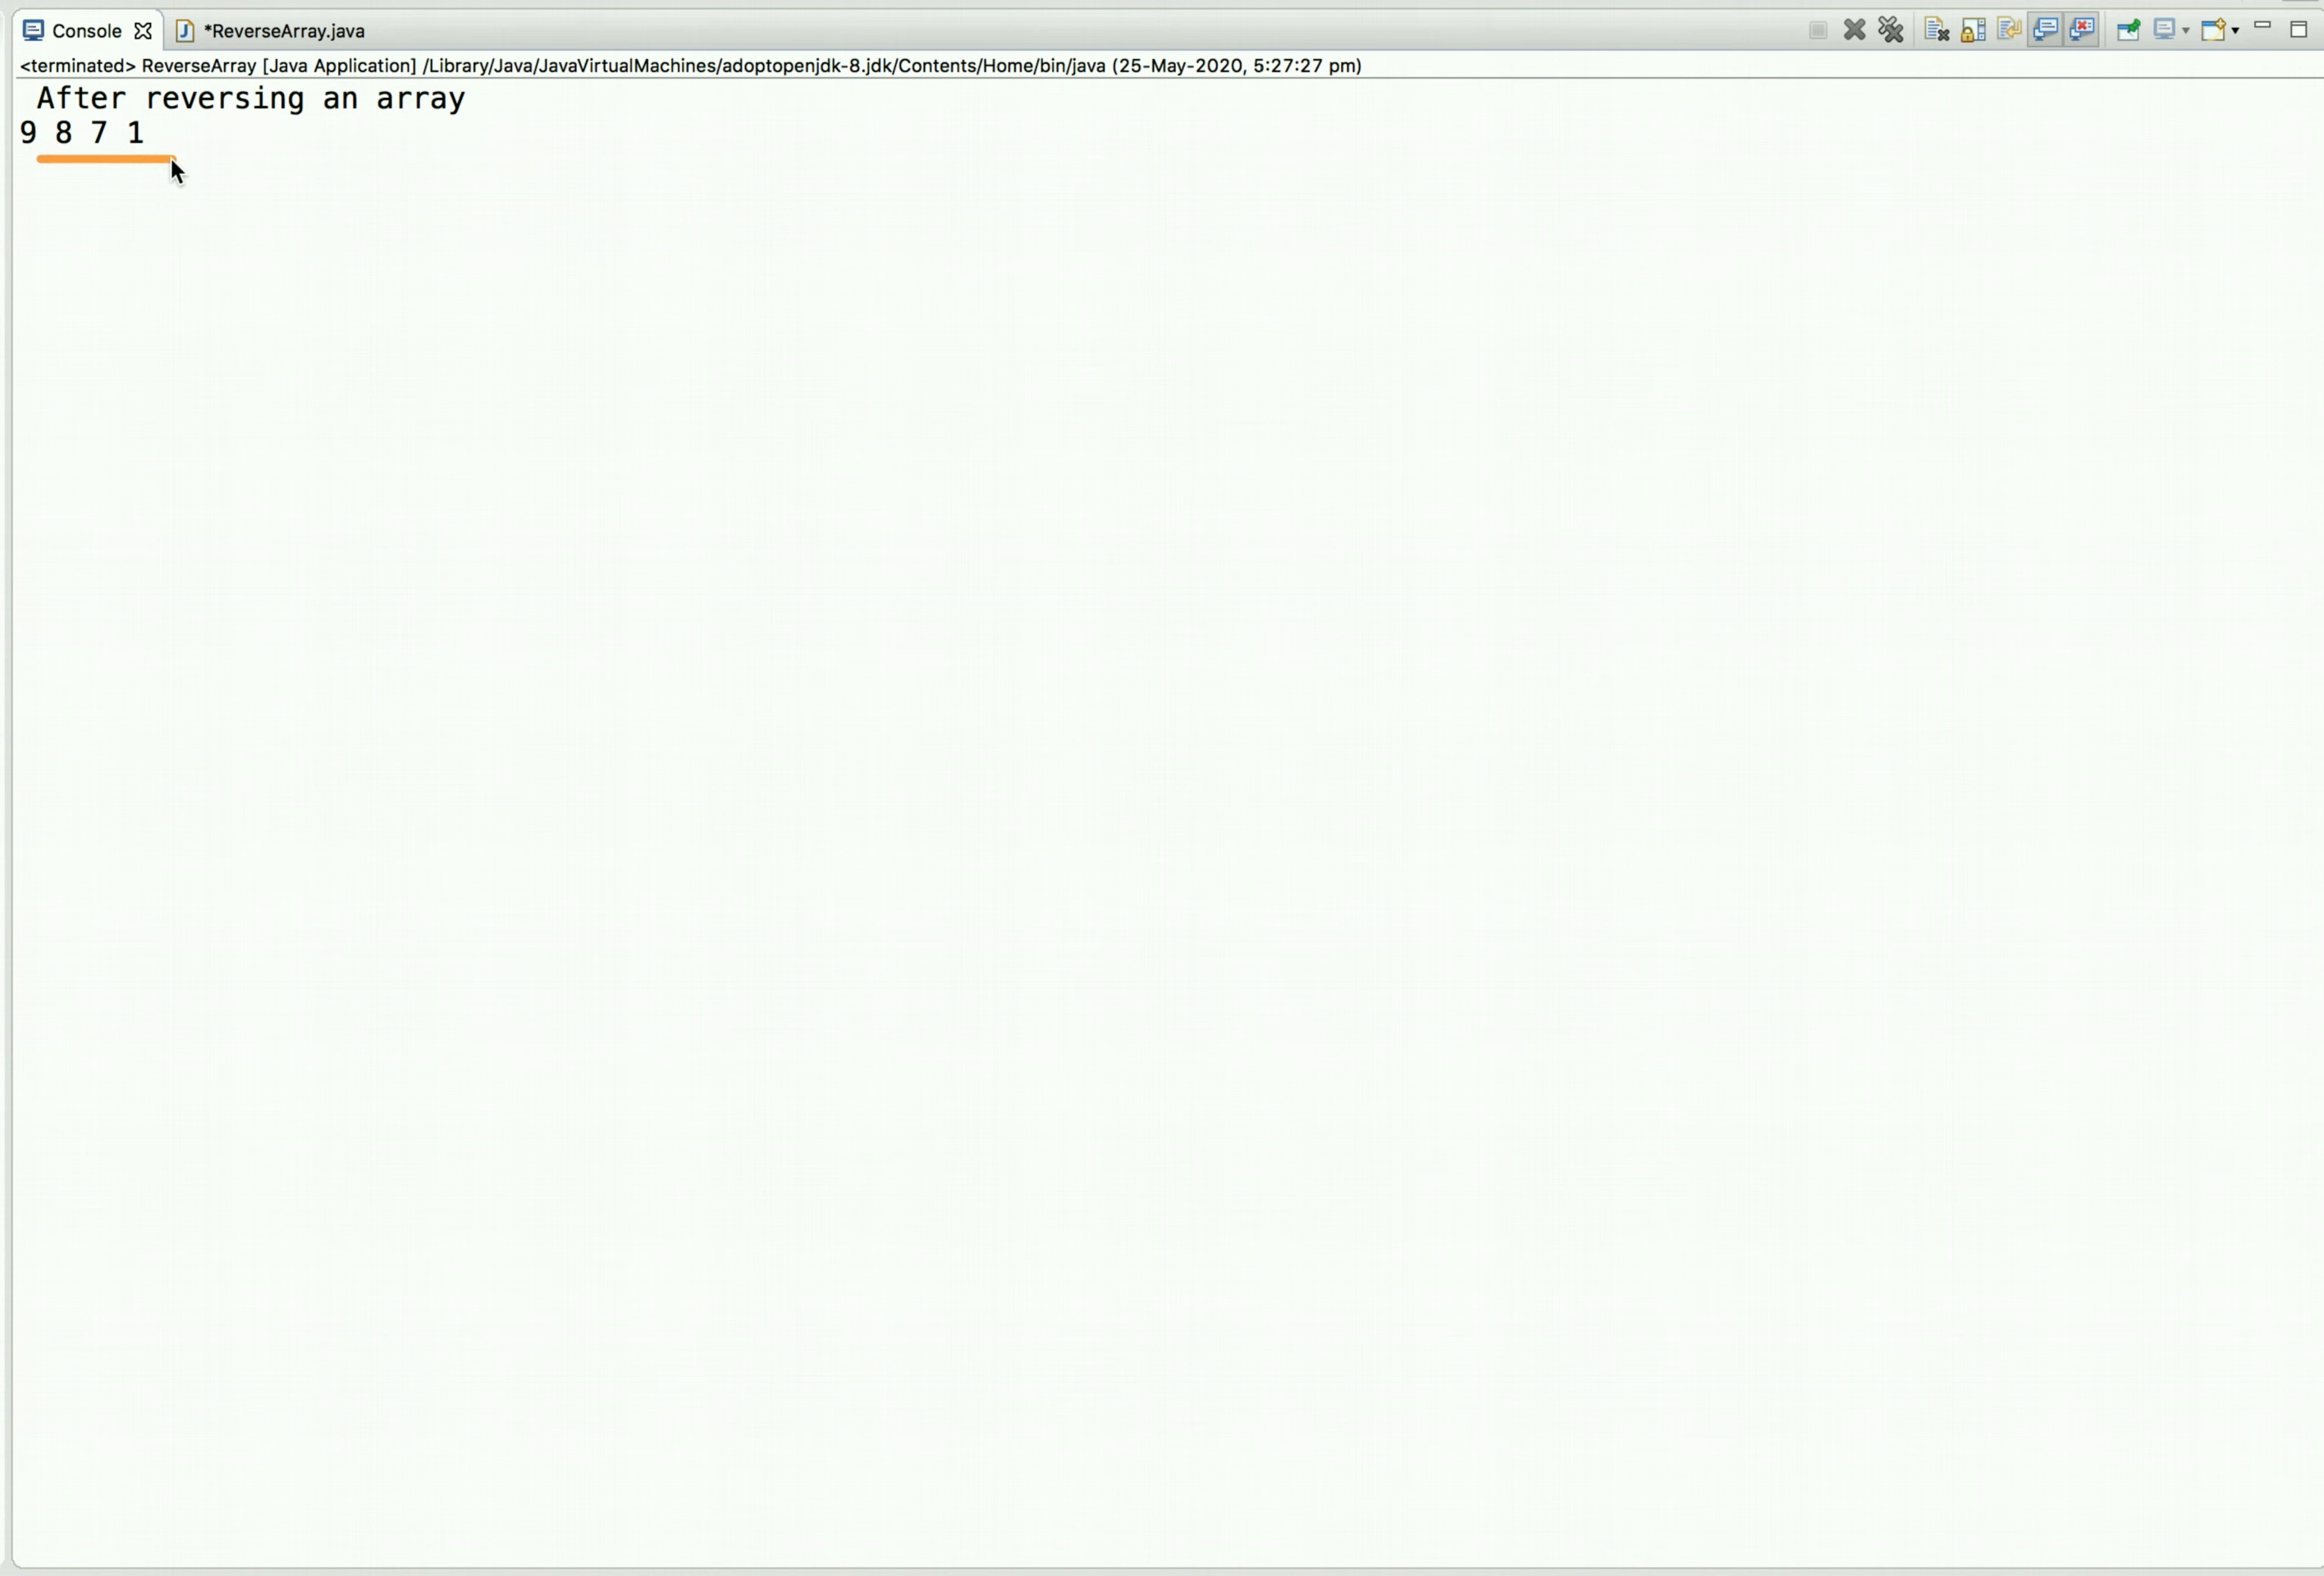 Console
*ReverseArray.java
<terminated> ReverseArray [Java Application] /Library/Java/JavaVirtualMachines/adoptopenjdk-8.jdk/Contents/Home/bin/java (25-May-2020, 5:27:27 pm)
After reversing an array
9 8 7 1